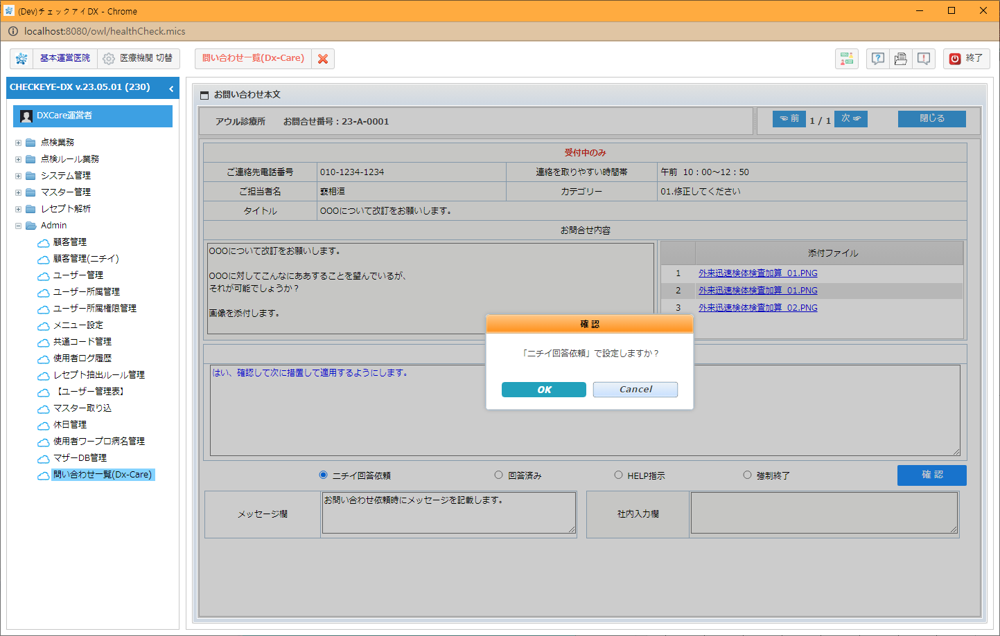 (Dev)チェックアイDX - Chrome
localhost:8080/owl/healthCheck.mics
基本運営医院
医療機関 切替
問い合わせ一覧(Dx-Care)
終了
CHECKEYE-DX v.23.05.01 (230)
DXCare運営者
点検業務
点検ルール業務
システム管理
マスター管理
レセプト解析
Admin
顧客管理
顧客管理(ニチイ)
ユーザー管理
ユーザー所属管理
ユーザー所属権限管理
メニュー設定
共通コード管理
使用者ログ履歴
レセプト抽出ルール管理
【ユーザー管理表】
マスター取り込
休日管理
使用者ワープロ病名管理
マザーDB管理
問い合わせ一覧(Dx-Care)
お問い合わせ本文
アウル診療所 お問合せ番号：23-A-0001
前 1 / 1 次 閉じる
受付中のみ
ご連絡先電話番号 010-1234-1234 連絡を取りやすい時間帯 午前 10：00～12：50
ご担当者名 裵相洹 カテゴリー 01.修正してください
タイトル OOOについて改訂をお願いします。
お問合せ内容
OOOについて改訂をお願いします。
OOOに対してこんなにああすることを望んでいるが、
それが可能でしょうか？
画像を添付します。
添付ファイル
1 外来迅速検体検査加算_01.PNG
2 外来迅速検体検査加算_01.PNG
3 外来迅速検体検査加算_02.PNG
確 認
「ニチイ回答依頼」で設定しますか？
OK Cancel
はい、確認して次に措置して適用するようにします。
ニチイ回答依頼 回答済み HELP指示 強制終了 確 認
メッセージ欄 お問い合わせ依頼時にメッセージを記載します。 社内入力欄